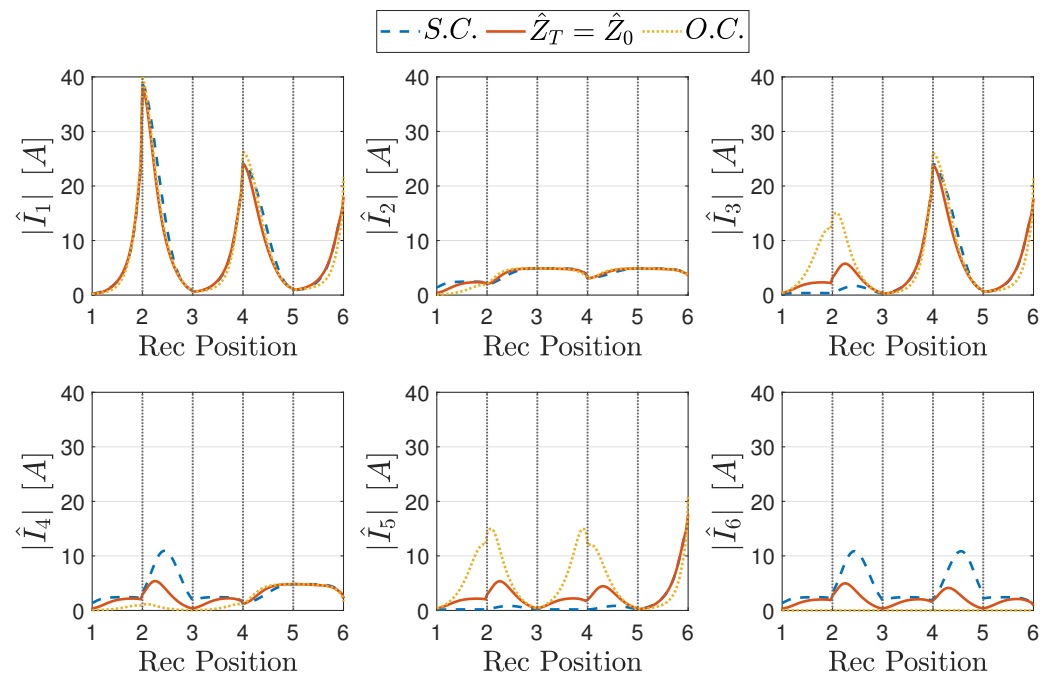 S.C. Ẑ_T = Ẑ_0 O.C.
|Î_1| [A]
40
30
20
10
0
1 2 3 4 5 6
Rec Position
|Î_2| [A]
40
30
20
10
0
1 2 3 4 5 6
Rec Position
|Î_3| [A]
40
30
20
10
0
1 2 3 4 5 6
Rec Position
|Î_4| [A]
40
30
20
10
0
1 2 3 4 5 6
Rec Position
|Î_5| [A]
40
30
20
10
0
1 2 3 4 5 6
Rec Position
|Î_6| [A]
40
30
20
10
0
1 2 3 4 5 6
Rec Position